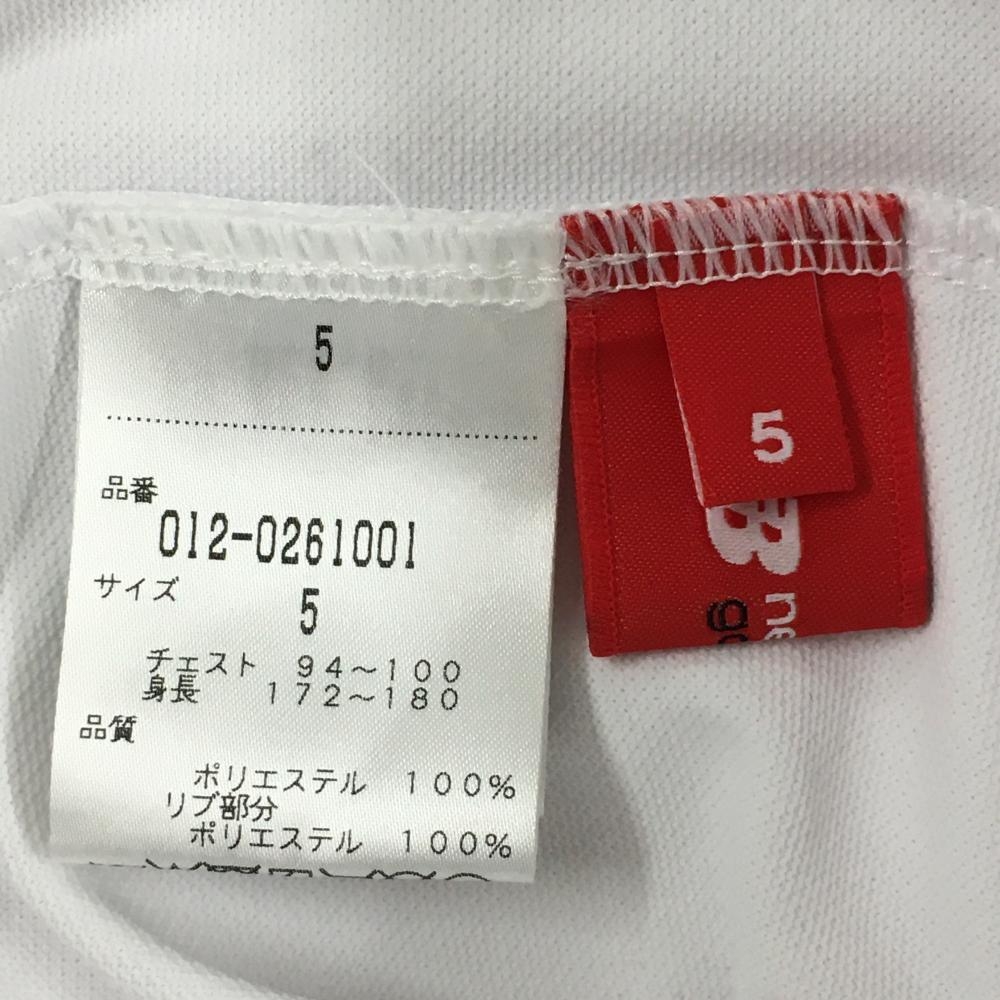 5
品番
012-0261001
サイズ
5
チェスト 94～100
身長 172～180
品質
ポリエステル 100%
リブ部分
ポリエステル 100%
5